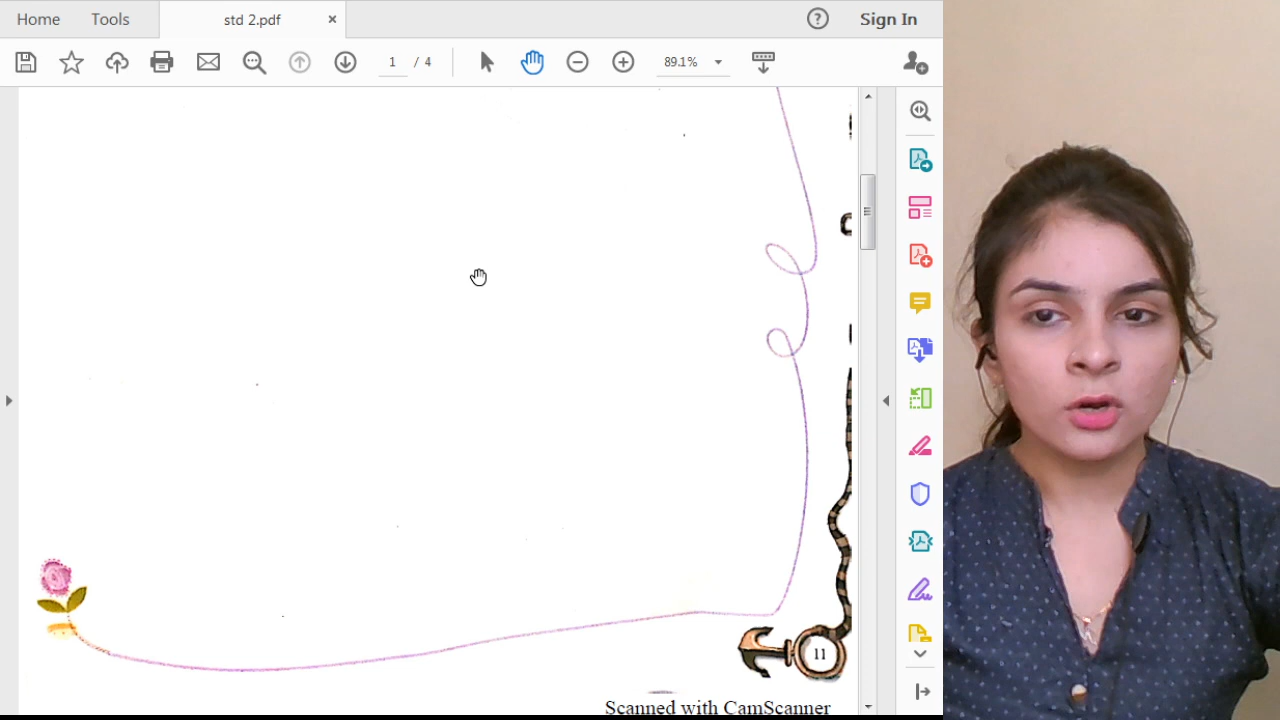 Home Tools std 2.pdf × ? Sign In
1 / 4 89.1%
11
Scanned with CamScanner